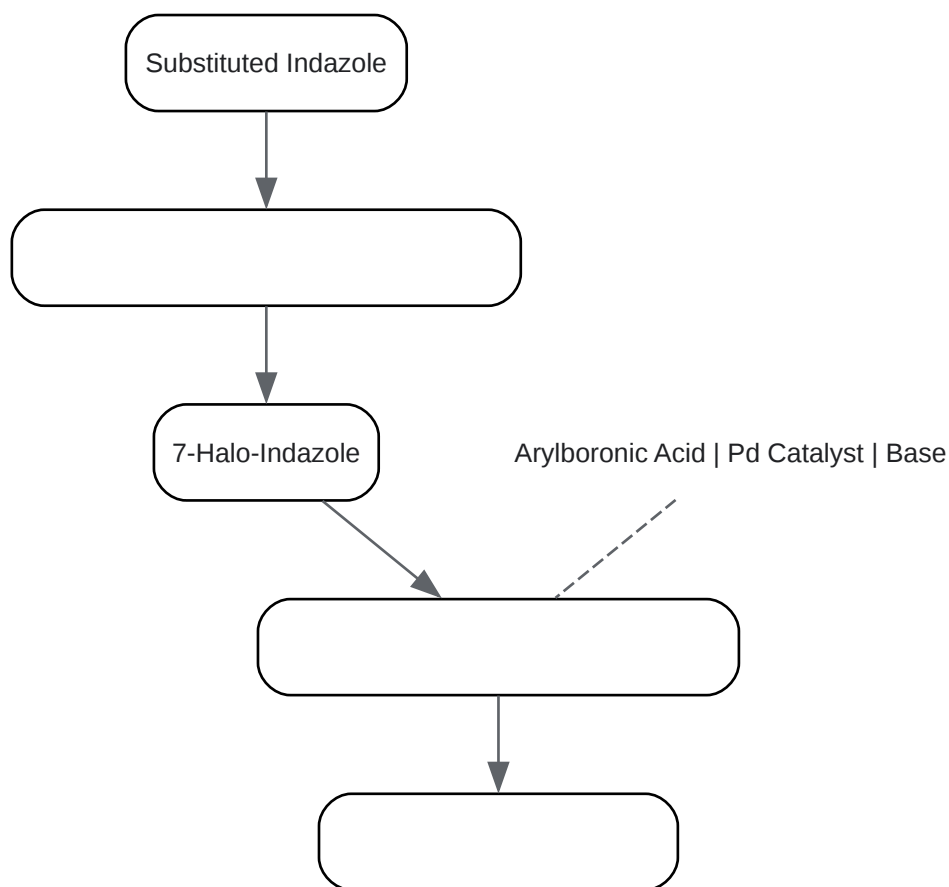 Substituted Indazole
7-Halo-Indazole
Arylboronic Acid | Pd Catalyst | Base